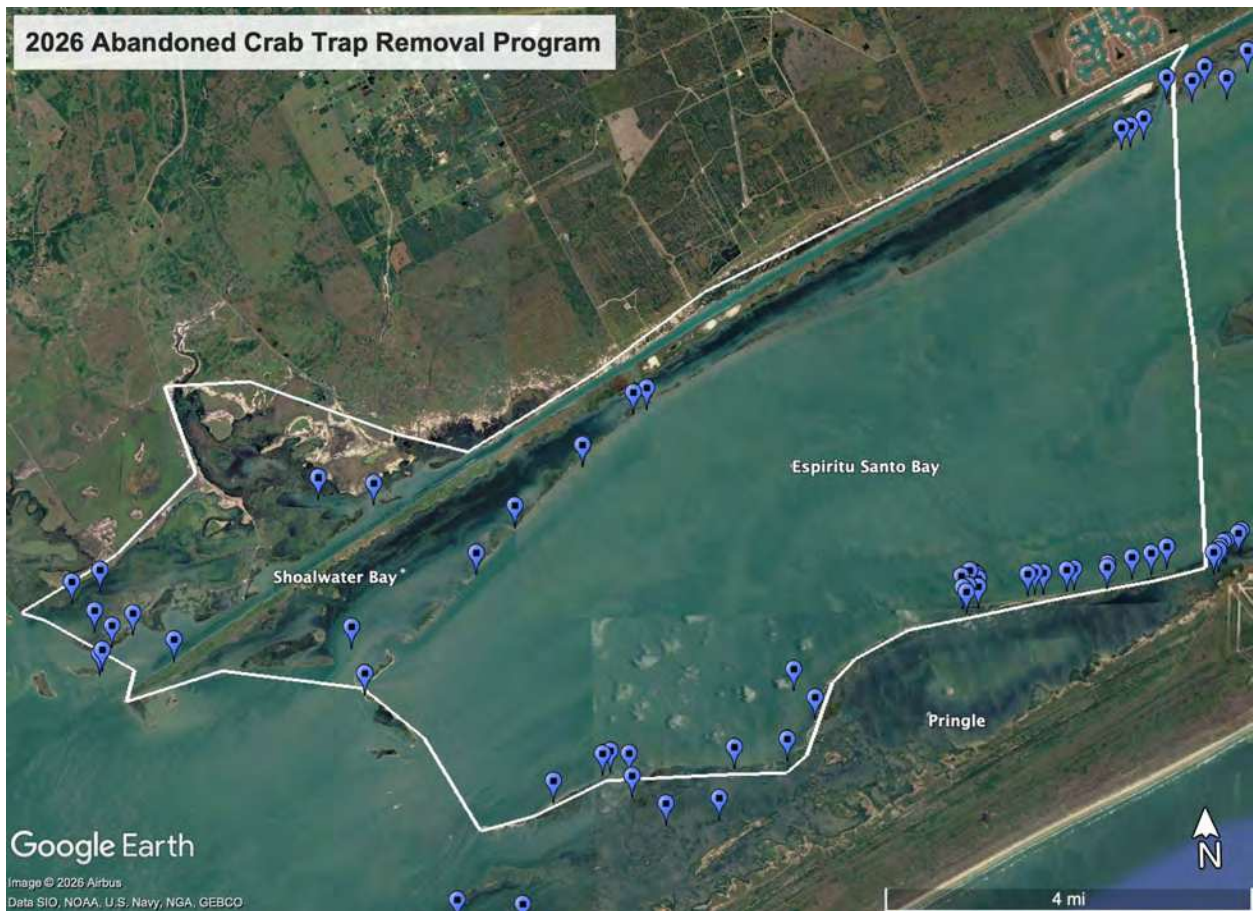 2026 Abandoned Crab Trap Removal Program
Espiritu Santo Bay
Shoalwater Bay
Pringle
Google Earth
N
Image © 2026 Airbus
Data SIO, NOAA, U.S. Navy, NGA, GEBCO
4 mi